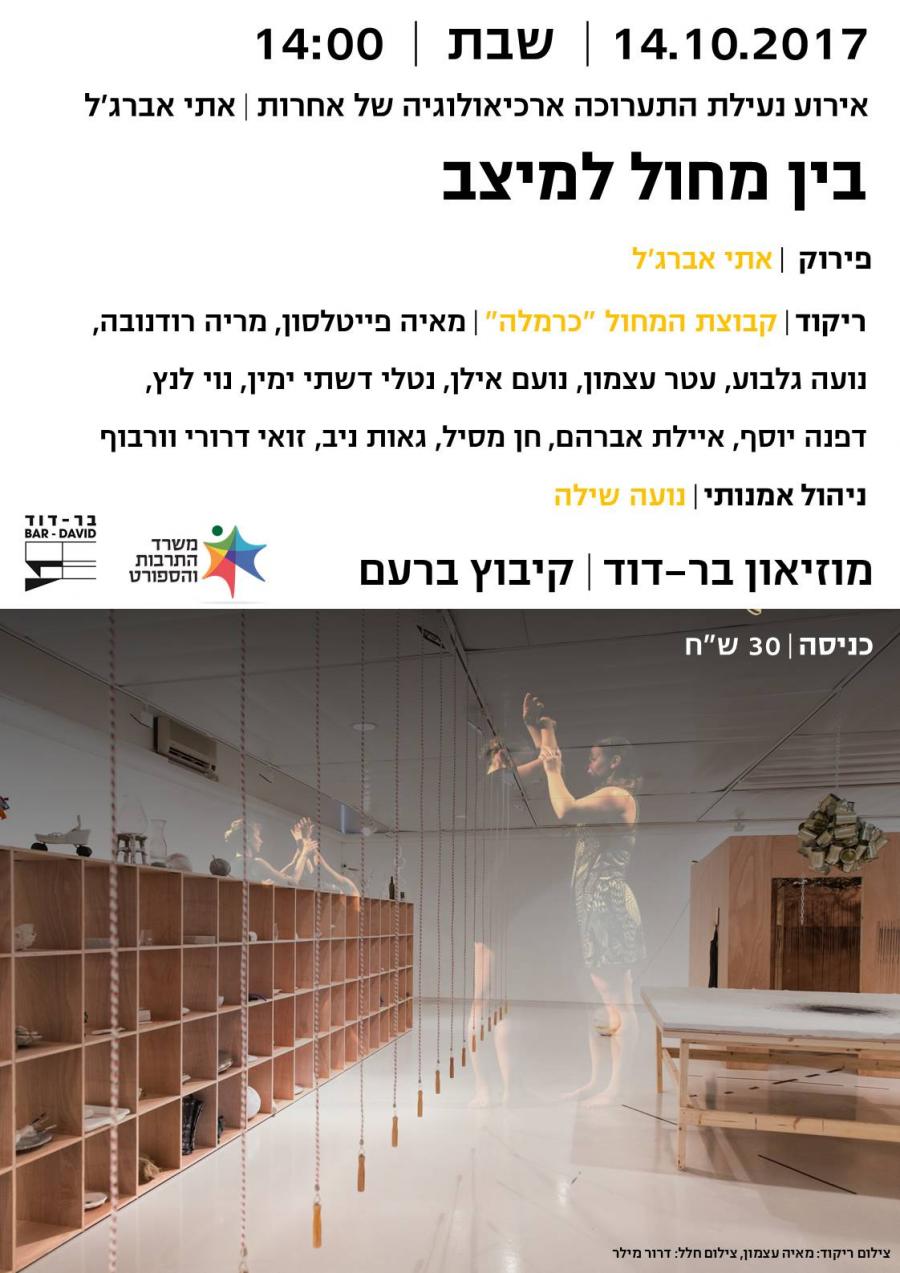 14.10.2017 | שבת | 14:00
אירוע נעילת התערוכה ארכיאולוגיה של אחרות | אתי אברג'ל
בין מחול למיצב
פירוק | אתי אברג'ל
ריקוד | קבוצת המחול "כרמלה" | מאיה פייטלסון, מריה רודנובה,
נועה גלבוע, עטר עצמון, נועם אילן, נטלי דשתי ימין, נוי לנץ,
דפנה יוסף, איילת אברהם, חן מסיל, גאות ניב, זואי דרורי וורבוף
ניהול אמנותי | נועה שילה
מוזיאון בר-דוד | קיבוץ ברעם
משרד
התרבות
והספורט
בר-דוד
BAR - DAVID
כניסה | 30 ש"ח
צילום ריקוד: מאיה עצמון, צילום חלל: דרור מילר